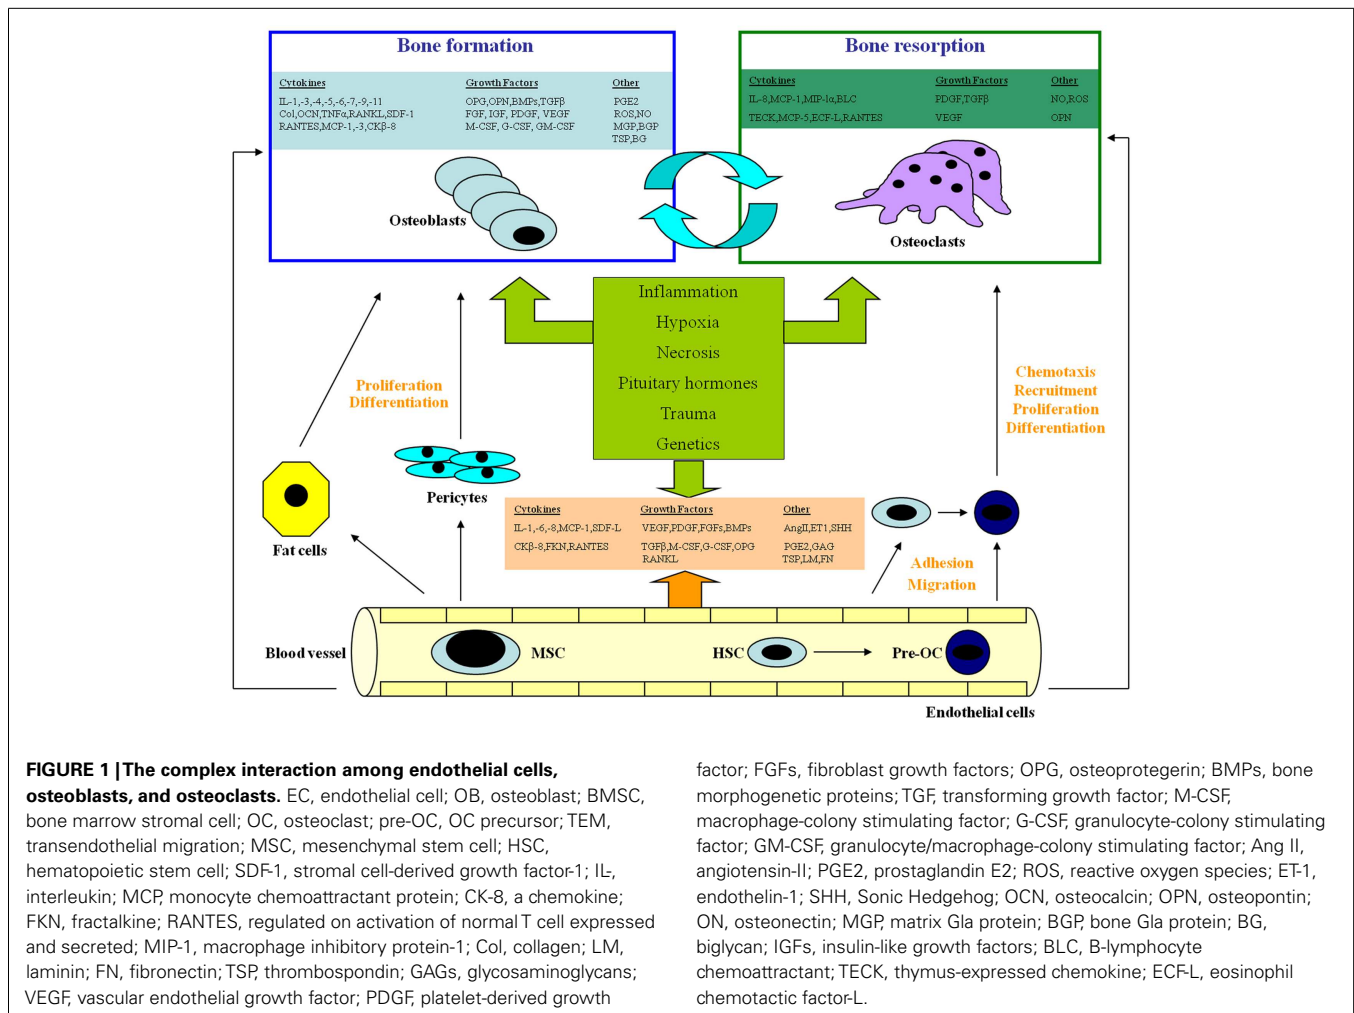 Bone formation
Cytokines Growth Factors Other
IL-1,-3,-4,-5,-6,-7,-9,-11 OPG,OPN,BMPs,TGFβ PGE2
Col,OCN,TNFα,RANKL,SDF-1 FGF, IGF, PDGF, VEGF ROS,NO
RANTES,MCP-1,-3,CKβ-8 M-CSF, G-CSF, GM-CSF MGP,BGP
TSP,BG
Osteoblasts
Bone resorption
Cytokines Growth Factors Other
IL-8,MCP-1,MIP-Iα,BLC PDGF,TGFβ NO,ROS
TECK,MCP-5,ECF-L,RANTES VEGF OPN
Osteoclasts
Inflammation
Hypoxia
Necrosis
Pituitary hormones
Trauma
Genetics
Proliferation
Differentiation
Chemotaxis
Recruitment
Proliferation
Differentiation
Pericytes
Fat cells
Cytokines Growth Factors Other
IL-1,-6,-8,MCP-1,SDF-L VEGF,PDGF,FGFs,BMPs AngII,ET1,SHH
CKβ-8,FKN,RANTES TGFβ,M-CSF,G-CSF,OPG PGE2,GAG
RANKL TSP,LM,FN
Adhesion
Migration
Blood vessel MSC HSC Pre-OC
Endothelial cells
FIGURE 1 | The complex interaction among endothelial cells,
osteoblasts, and osteoclasts. EC, endothelial cell; OB, osteoblast; BMSC,
bone marrow stromal cell; OC, osteoclast; pre-OC, OC precursor; TEM,
transendothelial migration; MSC, mesenchymal stem cell; HSC,
hematopoietic stem cell; SDF-1, stromal cell-derived growth factor-1; IL-,
interleukin; MCP, monocyte chemoattractant protein; CK-8, a chemokine;
FKN, fractalkine; RANTES, regulated on activation of normal T cell expressed
and secreted; MIP-1, macrophage inhibitory protein-1; Col, collagen; LM,
laminin; FN, fibronectin; TSP, thrombospondin; GAGs, glycosaminoglycans;
VEGF, vascular endothelial growth factor; PDGF, platelet-derived growth
factor; FGFs, fibroblast growth factors; OPG, osteoprotegerin; BMPs, bone
morphogenetic proteins; TGF, transforming growth factor; M-CSF,
macrophage-colony stimulating factor; G-CSF, granulocyte-colony stimulating
factor; GM-CSF, granulocyte/macrophage-colony stimulating factor; Ang II,
angiotensin-II; PGE2, prostaglandin E2; ROS, reactive oxygen species; ET-1,
endothelin-1; SHH, Sonic Hedgehog; OCN, osteocalcin; OPN, osteopontin;
ON, osteonectin; MGP, matrix Gla protein; BGP, bone Gla protein; BG,
biglycan; IGFs, insulin-like growth factors; BLC, B-lymphocyte
chemoattractant; TECK, thymus-expressed chemokine; ECF-L, eosinophil
chemotactic factor-L.